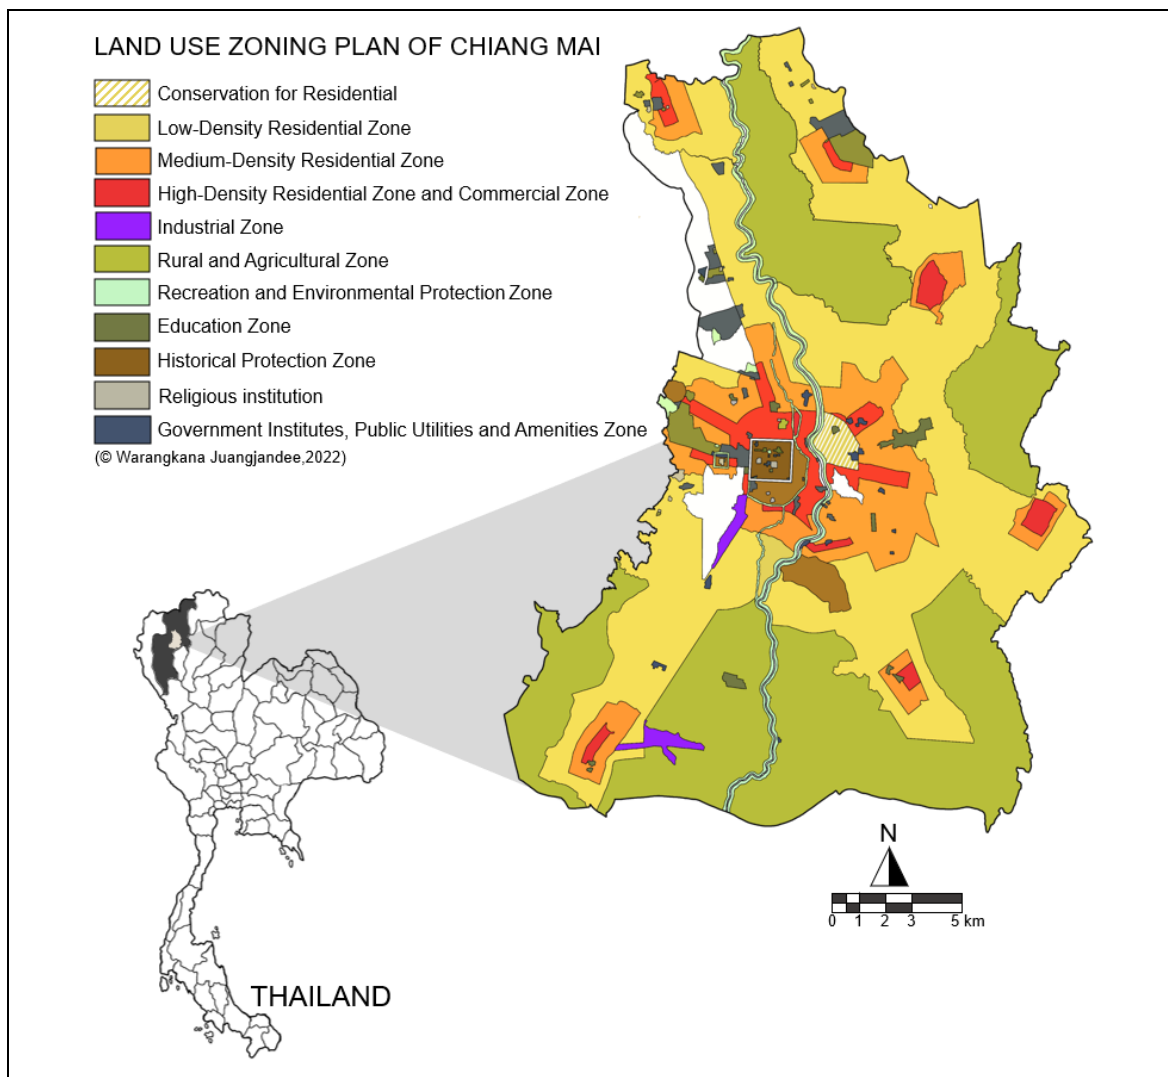 LAND USE ZONING PLAN OF CHIANG MAI
Conservation for Residential
Low-Density Residential Zone
Medium-Density Residential Zone
High-Density Residential Zone and Commercial Zone
Industrial Zone
Rural and Agricultural Zone
Recreation and Environmental Protection Zone
Education Zone
Historical Protection Zone
Religious institution
Government Institutes, Public Utilities and Amenities Zone
(© Warangkana Juangjandee,2022)
N
0 1 2 3 5 km
THAILAND